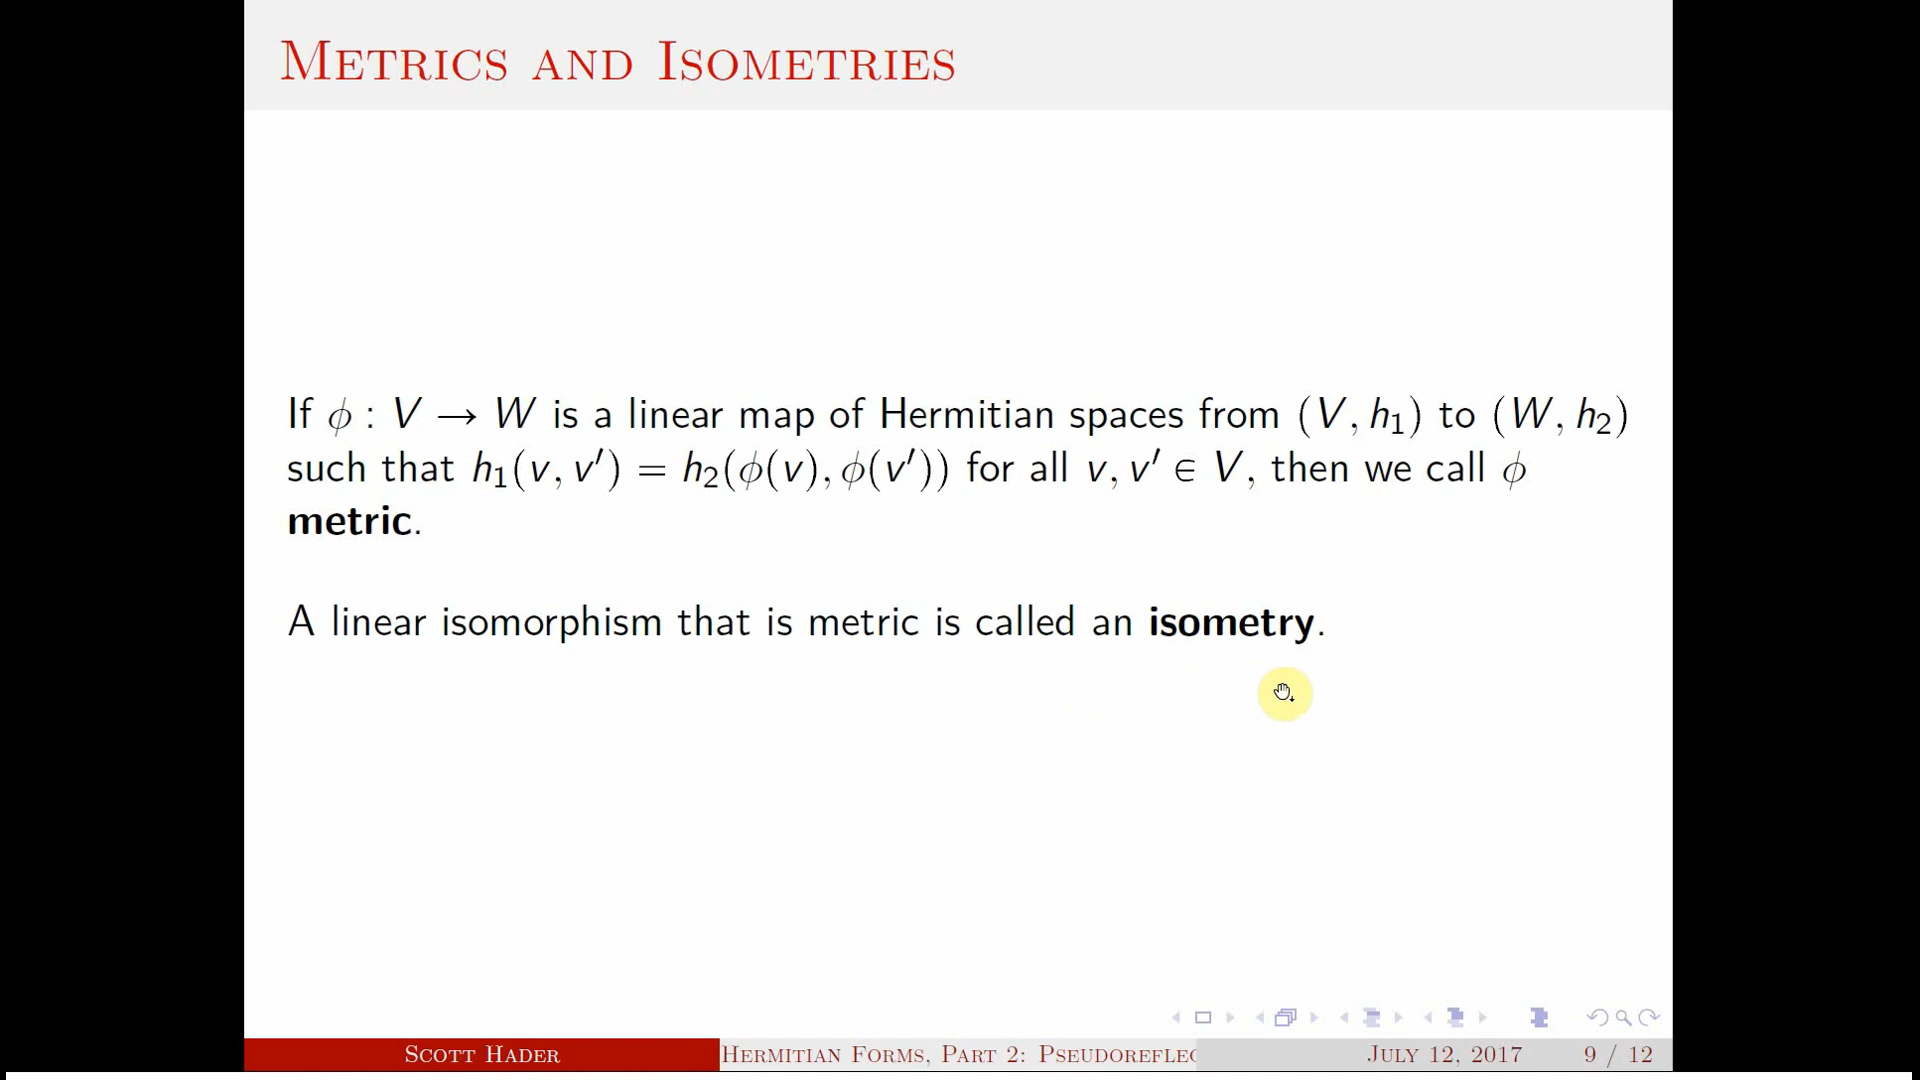 Metrics and Isometries
If ϕ : V → W is a linear map of Hermitian spaces from (V, h₁) to (W, h₂)
such that h₁(v, v′) = h₂(ϕ(v), ϕ(v′)) for all v, v′ ∈ V, then we call ϕ
metric.
A linear isomorphism that is metric is called an isometry.
Scott Hader Hermitian Forms, Part 2: Pseudoreflec July 12, 2017 9 / 12